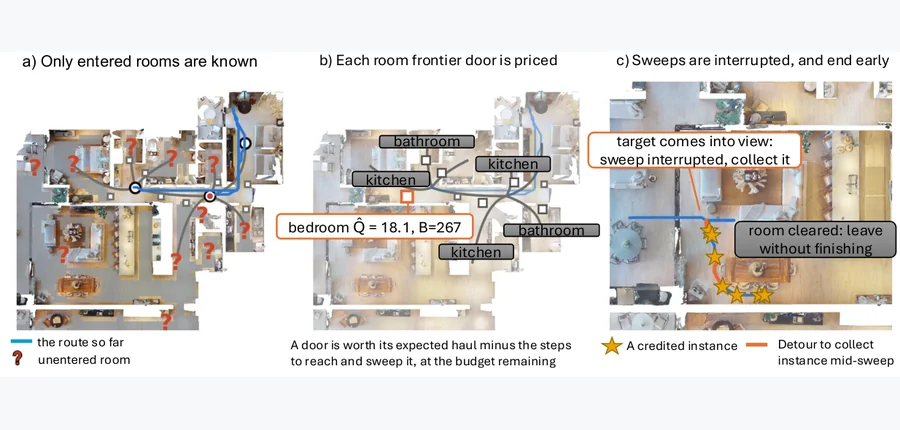 a) Only entered rooms are known
b) Each room frontier door is priced
c) Sweeps are interrupted, and end early
?
?
?
?
?
?
?
?
?
?
?
?
bathroom
kitchen
kitchen
bedroom Q̂ = 18.1, B=267
bathroom
kitchen
target comes into view:
sweep interrupted, collect it
room cleared: leave
without finishing
the route so far
? unentered room
A door is worth its expected haul minus the steps
to reach and sweep it, at the budget remaining
A credited instance
Detour to collect
instance mid-sweep